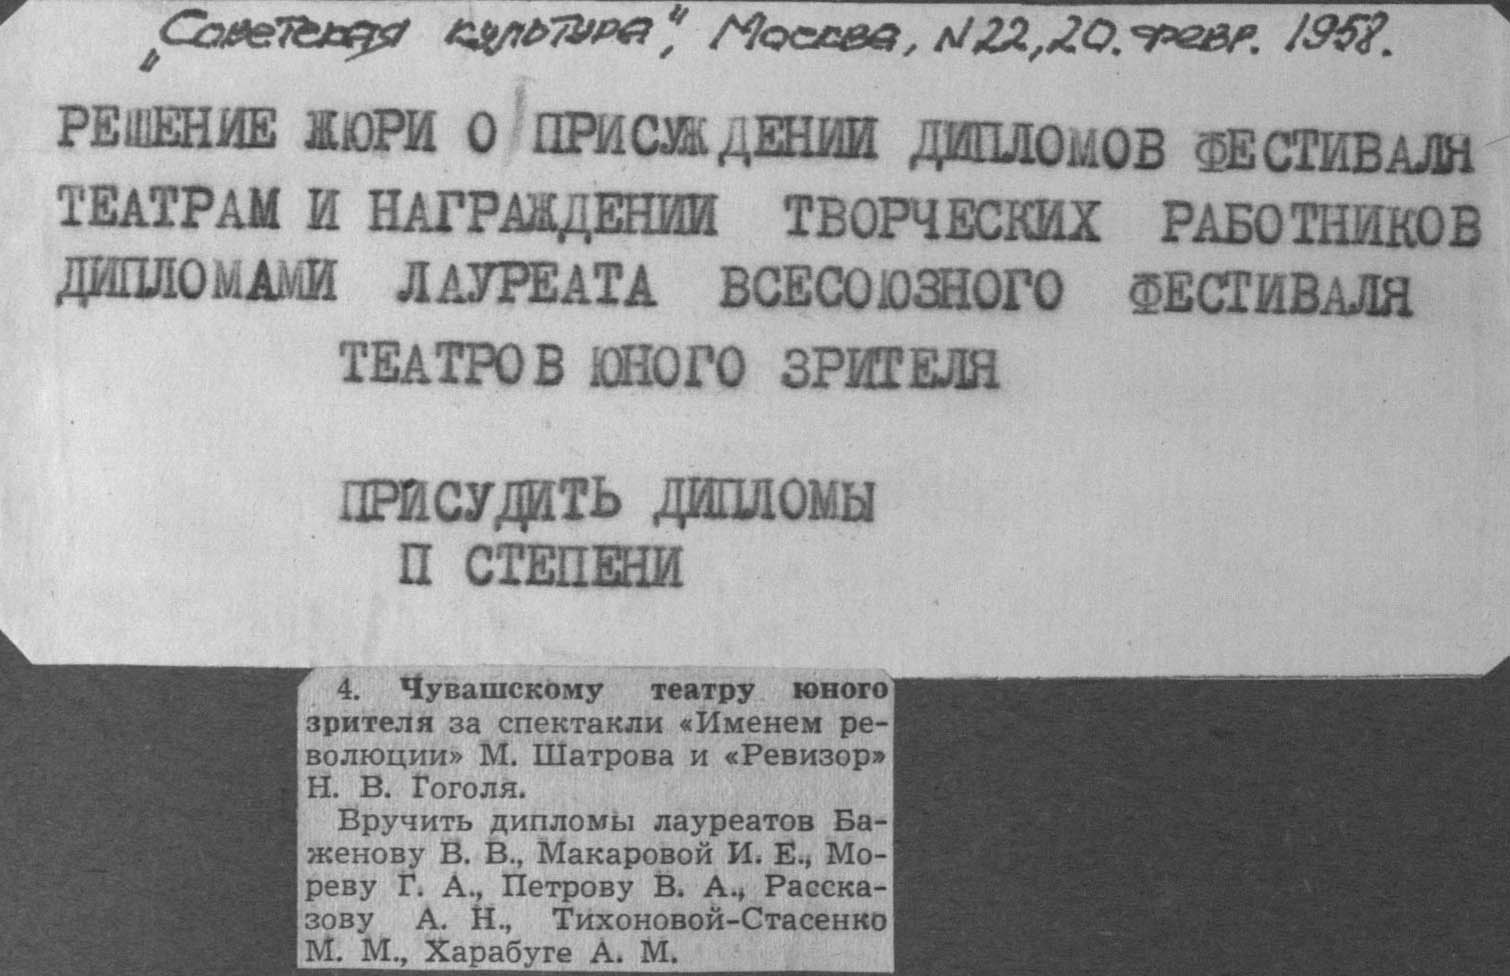 „Советская культура“, Москва, N22, 20. февр. 1958.
РЕШЕНИЕ ЖЮРИ О ПРИСУЖДЕНИИ ДИПЛОМОВ ФЕСТИВАЛЯ
ТЕАТРАМ И НАГРАЖДЕНИИ ТВОРЧЕСКИХ РАБОТНИКОВ
ДИПЛОМАМИ ЛАУРЕАТА ВСЕСОЮЗНОГО ФЕСТИВАЛЯ
ТЕАТРОВ ЮНОГО ЗРИТЕЛЯ
ПРИСУДИТЬ ДИПЛОМЫ
П СТЕПЕНИ
4. Чувашскому театру юного
зрителя за спектакли «Именем ре-
волюции» М. Шатрова и «Ревизор»
Н. В. Гоголя.
Вручить дипломы лауреатов Ба-
женову В. В., Макаровой И. Е., Мо-
реву Г. А., Петрову В. А., Расска-
зову А. Н., Тихоновой-Стасенко
М. М., Харабуге А. М.